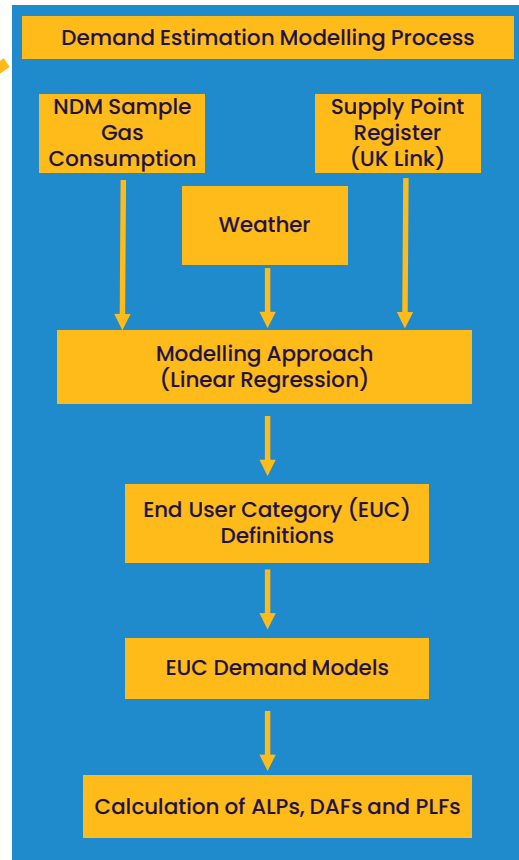 Demand Estimation Modelling Process
NDM Sample
Gas
Consumption
Supply Point
Register
(UK Link)
Weather
Modelling Approach
(Linear Regression)
End User Category (EUC)
Definitions
EUC Demand Models
Calculation of ALPs, DAFs and PLFs